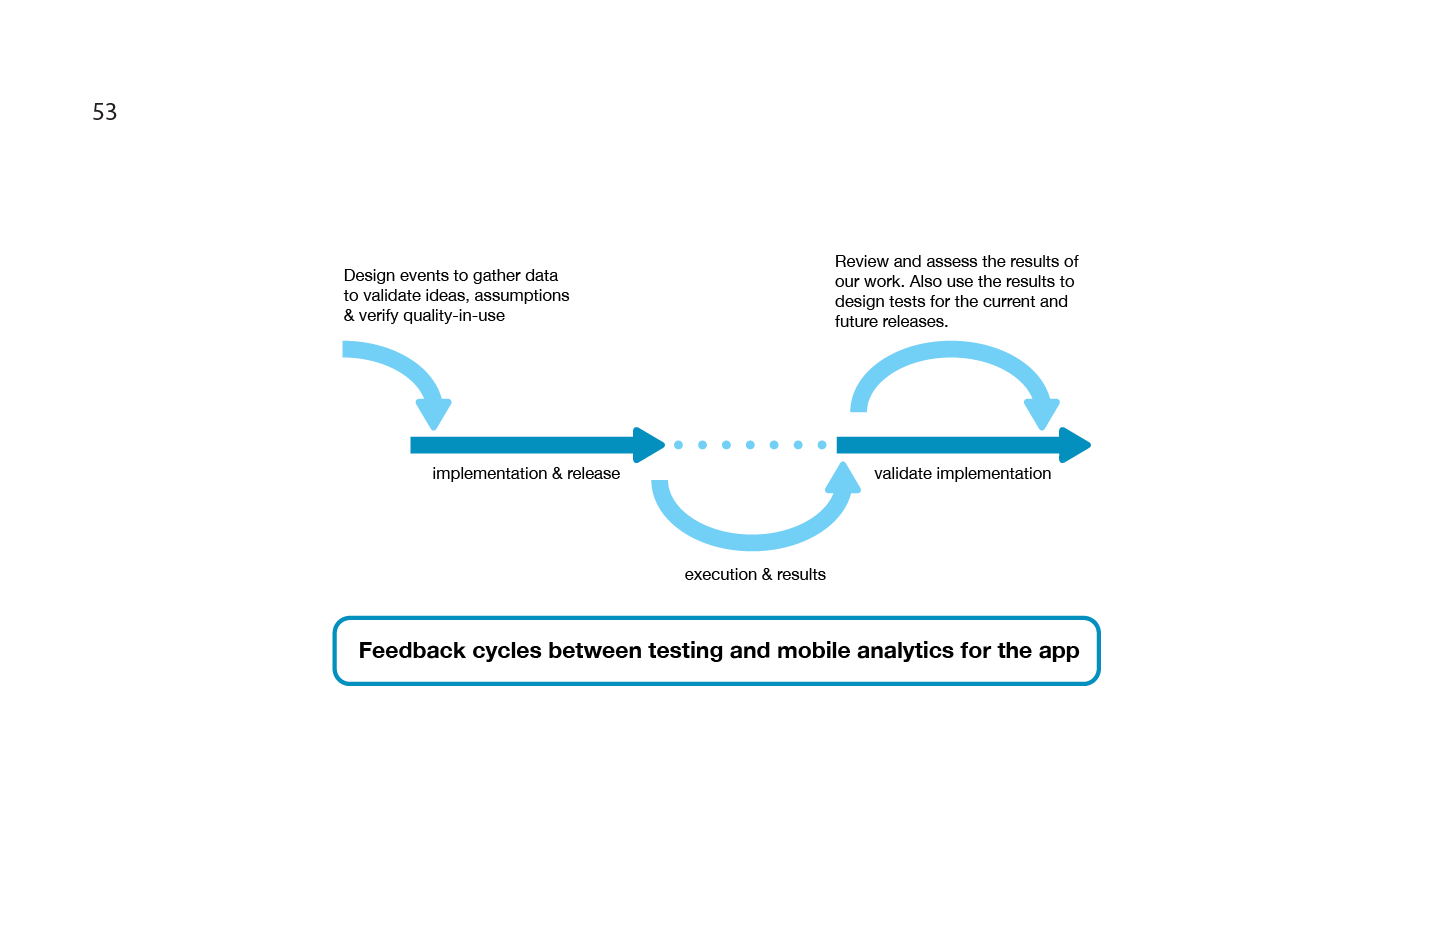 53
Design events to gather data
to validate ideas, assumptions
& verify quality-in-use
Review and assess the results of
our work. Also use the results to
design tests for the current and
future releases.
implementation & release
validate implementation
execution & results
Feedback cycles between testing and mobile analytics for the app